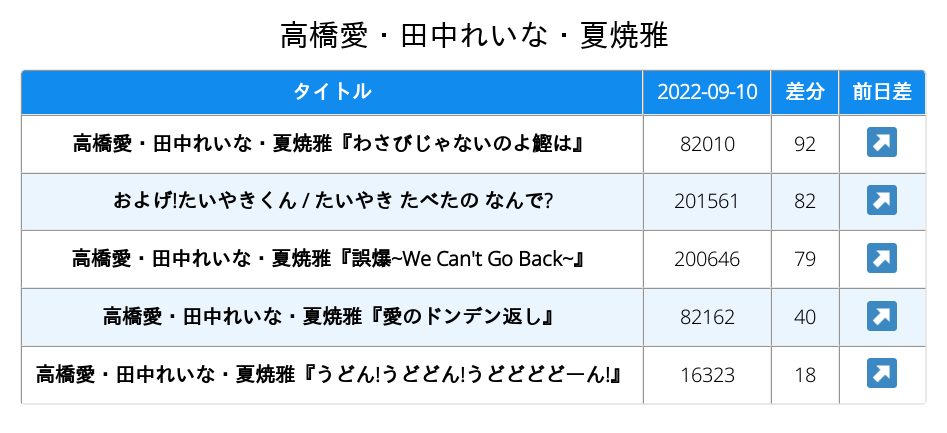 高橋愛・田中れいな・夏焼雅
タイトル 2022-09-10 差分 前日差
高橋愛・田中れいな・夏焼雅『わさびじゃないのよ鰹は』 82010 92
およげ!たいやきくん / たいやき たべたの なんで? 201561 82
高橋愛・田中れいな・夏焼雅『誤爆~We Can't Go Back~』 200646 79
高橋愛・田中れいな・夏焼雅『愛のドンデン返し』 82162 40
高橋愛・田中れいな・夏焼雅『うどん!うどどん!うどどどどーん!』 16323 18